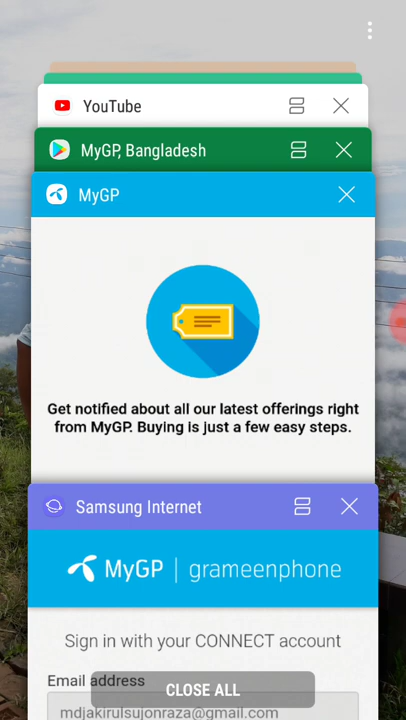 YouTube
MyGP, Bangladesh
MyGP
Get notified about all our latest offerings right
from MyGP. Buying is just a few easy steps.
Samsung Internet
MyGP | grameenphone
Sign in with your CONNECT account
Email address
CLOSE ALL
mdjakirulsujonraza@gmail.com